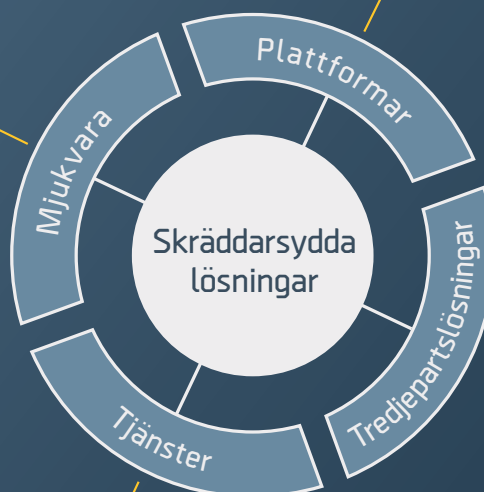 Plattformar
Mjukvara
Skräddarsydda
lösningar
Tredjepartslösningar
Tjänster